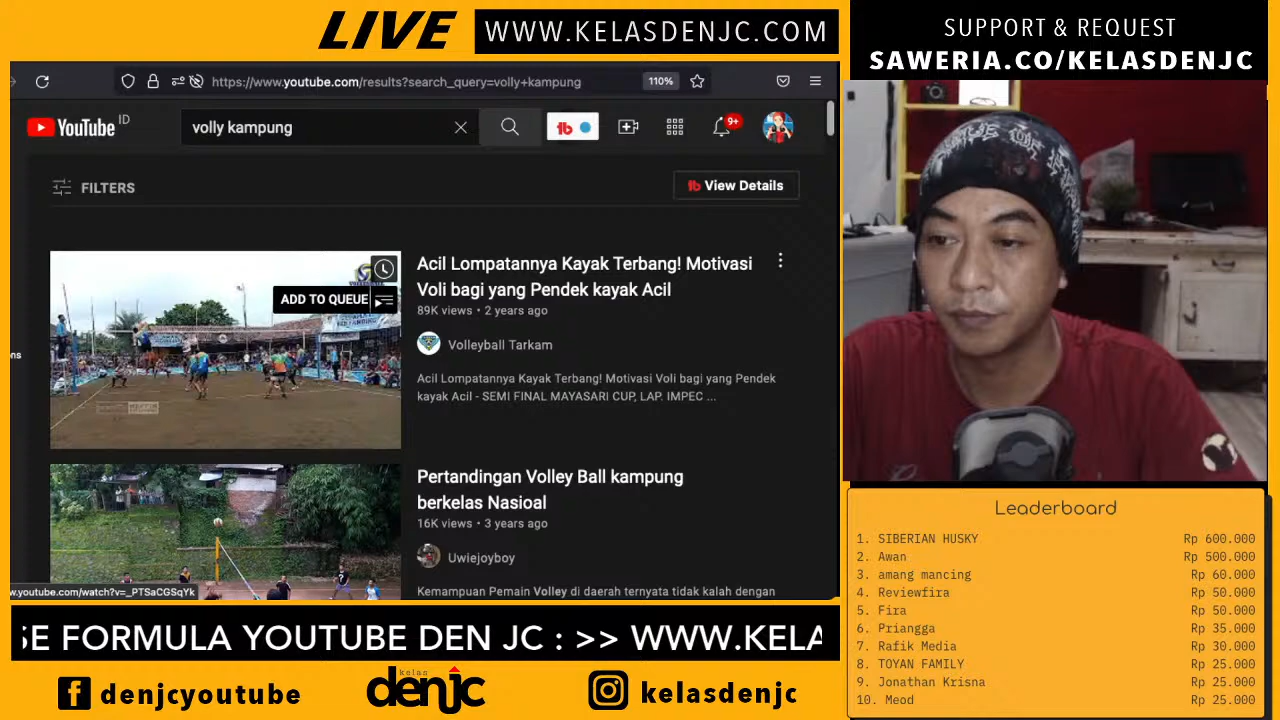 LIVE
WWW.KELASDENJC.COM
SUPPORT & REQUEST
SAWERIA.CO/KELASDENJC
https://www.youtube.com/results?search_query=volly+kampung
110%
YouTube ID
volly kampung
9+
FILTERS
View Details
ADD TO QUEUE
Acil Lompatannya Kayak Terbang! Motivasi
Voli bagi yang Pendek kayak Acil
89K views • 2 years ago
Volleyball Tarkam
Acil Lompatannya Kayak Terbang! Motivasi Voli bagi yang Pendek
kayak Acil - SEMI FINAL MAYASARI CUP, LAP. IMPEC ...
ons
Pertandingan Volley Ball kampung
berkelas Nasioal
16K views • 3 years ago
Uwiejoyboy
Kemampuan Pemain Volley di daerah ternyata tidak kalah dengan
w.youtube.com/watch?v=_PTSaCGSqYk
Leaderboard
1. SIBERIAN HUSKY Rp 600.000
2. Awan Rp 500.000
3. amang mancing Rp 60.000
4. Reviewfira Rp 50.000
5. Fira Rp 50.000
6. Priangga Rp 35.000
7. Rafik Media Rp 30.000
8. TOYAN FAMILY Rp 25.000
9. Jonathan Krisna Rp 25.000
10. Meod Rp 25.000
SE FORMULA YOUTUBE DEN JC : >> WWW.KELA
denjcyoutube
kelas
denjc
kelasdenjc